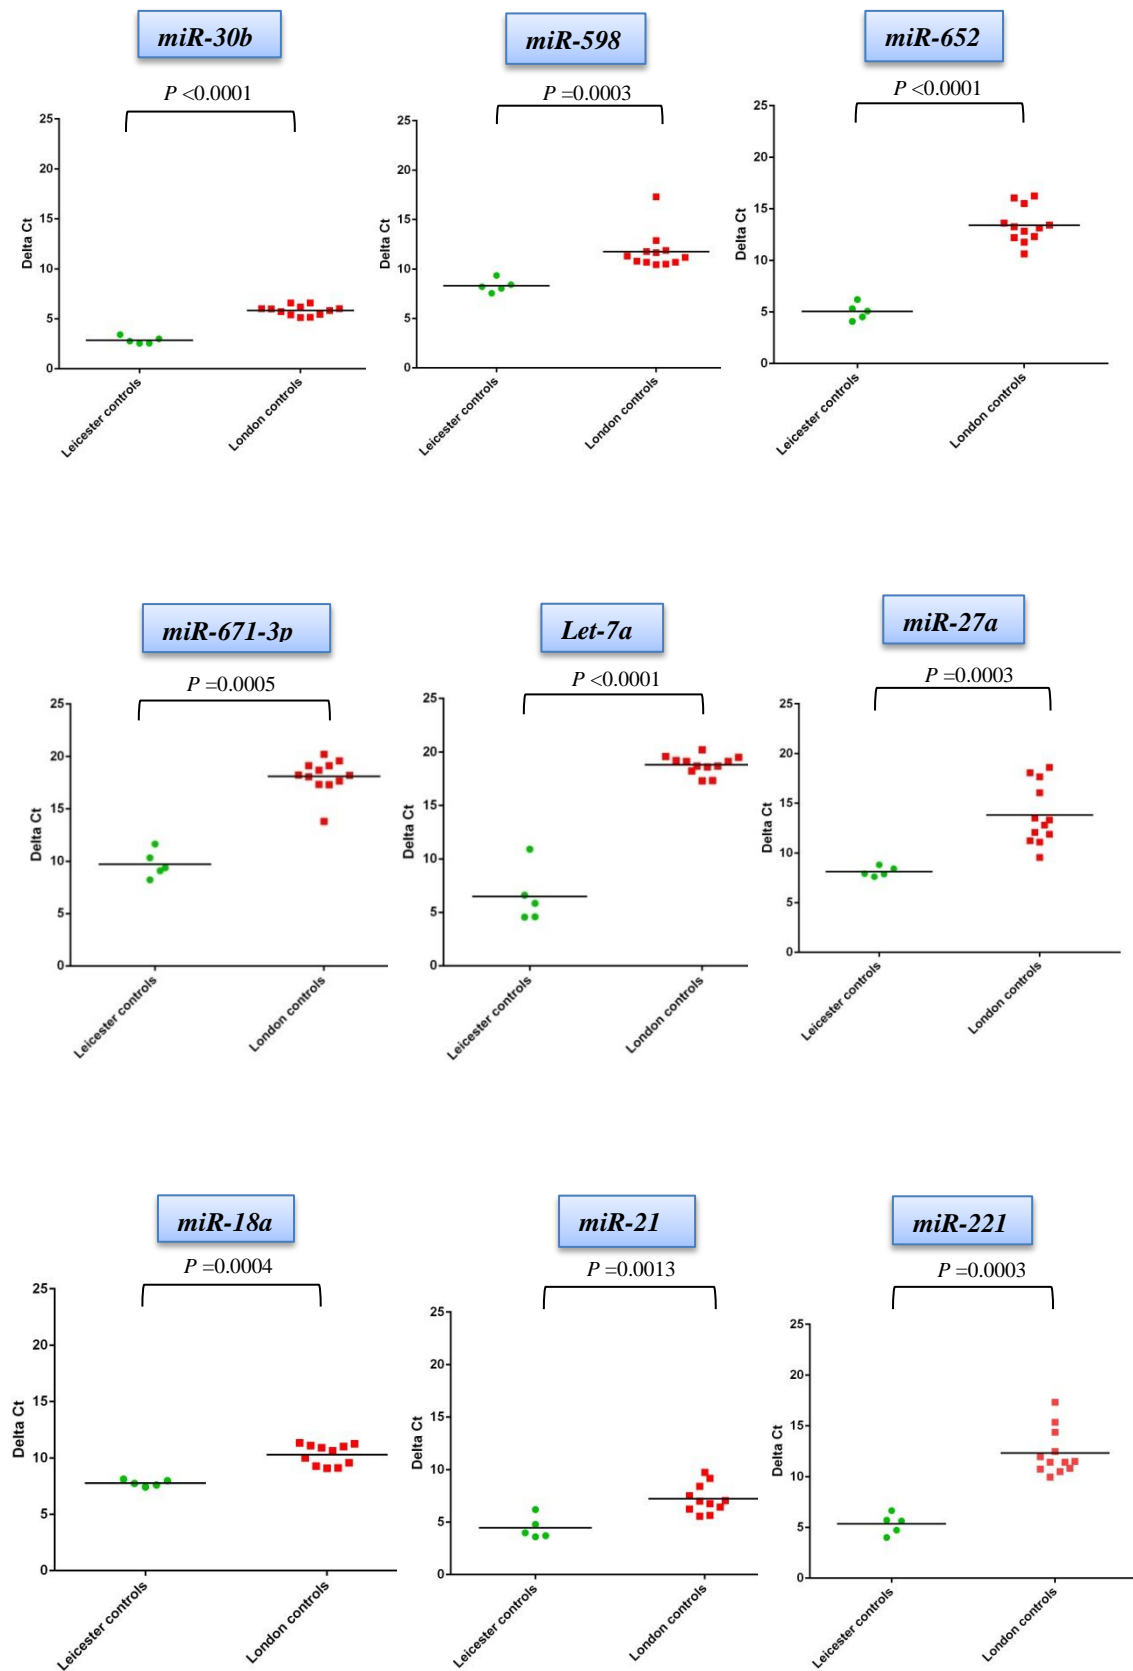 miR-30b
P <0.0001
25
20
15
10
5
0
Delta Ct
Leicester controls
London controls
miR-598
P =0.0003
25
20
15
10
5
0
Delta Ct
Leicester controls
London controls
miR-652
P <0.0001
25
20
15
10
5
0
Delta Ct
Leicester controls
London controls
miR-671-3p
P =0.0005
25
20
15
10
5
0
Delta Ct
Leicester controls
London controls
Let-7a
P <0.0001
25
20
15
10
5
0
Delta Ct
Leicester controls
London controls
miR-27a
P =0.0003
25
20
15
10
5
0
Delta Ct
Leicester controls
London controls
miR-18a
P =0.0004
25
20
15
10
5
0
Delta Ct
Leicester controls
London controls
miR-21
P =0.0013
25
20
15
10
5
0
Delta Ct
Leicester controls
London controls
miR-221
P =0.0003
25
20
15
10
5
0
Delta Ct
Leicester controls
London controls